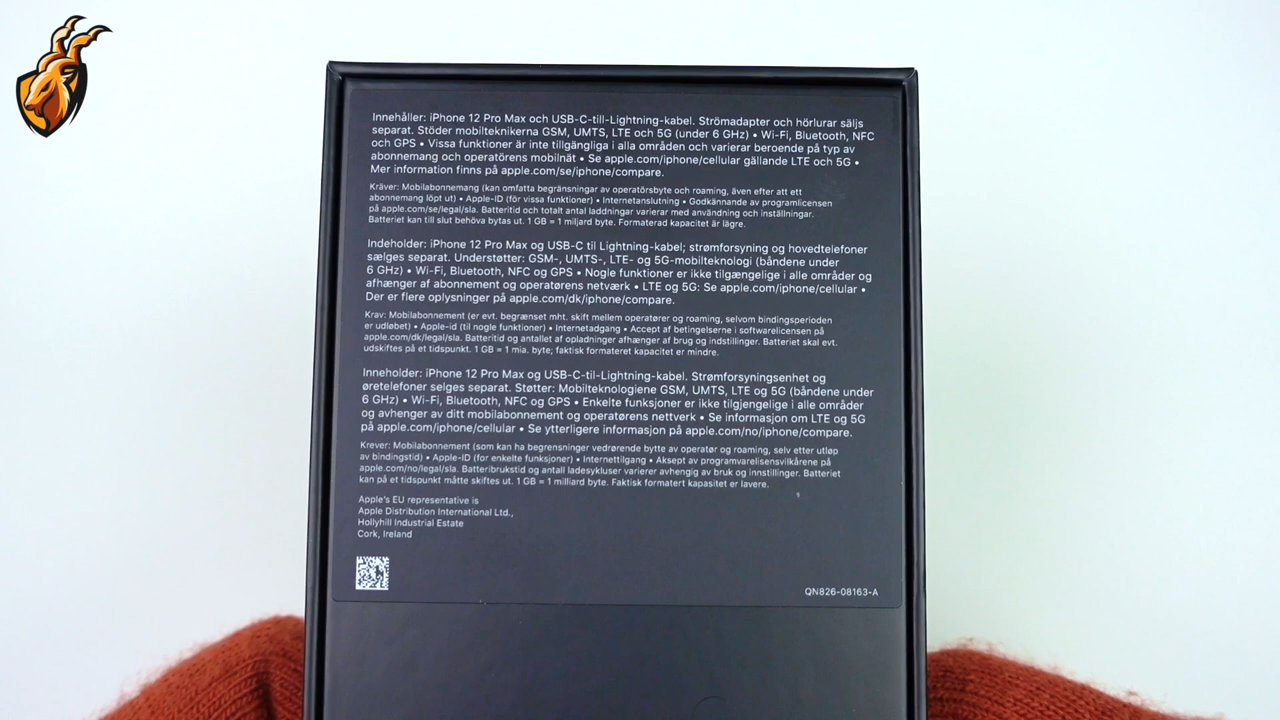 Innehåller: iPhone 12 Pro Max och USB-C-till-Lightning-kabel. Strömadapter och hörlurar säljs
separat. Stöder mobilteknikerna GSM, UMTS, LTE och 5G (under 6 GHz) • Wi-Fi, Bluetooth, NFC
och GPS • Vissa funktioner är inte tillgängliga i alla områden och varierar beroende på typ av
abonnemang och operatörens mobilnät • Se apple.com/iphone/cellular gällande LTE och 5G •
Mer information finns på apple.com/se/iphone/compare.
Kräver: Mobilabonnemang (kan omfatta begränsningar av operatörsbyte och roaming, även efter att ett
abonnemang löpt ut) • Apple-ID (för vissa funktioner) • Internetanslutning • Godkännande av programlicensen
på apple.com/se/legal/sla. Batteritid och totalt antal laddningar varierar med användning och inställningar.
Batteriet kan till slut behöva bytas ut. 1 GB = 1 miljard byte. Formaterad kapacitet är lägre.
Indeholder: iPhone 12 Pro Max og USB-C til Lightning-kabel; strømforsyning og hovedtelefoner
sælges separat. Understøtter: GSM-, UMTS-, LTE- og 5G-mobilteknologi (båndene under
6 GHz) • Wi-Fi, Bluetooth, NFC og GPS • Nogle funktioner er ikke tilgængelige i alle områder og
afhænger af abonnement og operatørens netværk • LTE og 5G: Se apple.com/iphone/cellular •
Der er flere oplysninger på apple.com/dk/iphone/compare.
Krav: Mobilabonnement (er evt. begrænset mht. skift mellem operatører og roaming, selvom bindingsperioden
er udløbet) • Apple-id (til nogle funktioner) • Internetadgang • Accept af betingelserne i softwarelicensen på
apple.com/dk/legal/sla. Batteritid og antallet af opladninger afhænger af brug og indstillinger. Batteriet skal evt.
udskiftes på et tidspunkt. 1 GB = 1 mia. byte; faktisk formateret kapacitet er mindre.
Inneholder: iPhone 12 Pro Max og USB-C-til-Lightning-kabel. Strømforsyningsenhet og
øretelefoner selges separat. Støtter: Mobilteknologiene GSM, UMTS, LTE og 5G (båndene under
6 GHz) • Wi-Fi, Bluetooth, NFC og GPS • Enkelte funksjoner er ikke tilgjengelige i alle områder
og avhenger av ditt mobilabonnement og operatørens nettverk • Se informasjon om LTE og 5G
på apple.com/iphone/cellular • Se ytterligere informasjon på apple.com/no/iphone/compare.
Krever: Mobilabonnement (som kan ha begrensninger vedrørende bytte av operatør og roaming, selv etter utløp
av bindingstid) • Apple-ID (for enkelte funksjoner) • Internettilgang • Aksept av programvarelisensvilkårene på
apple.com/no/legal/sla. Batteribrukstid og antall ladesykluser varierer avhengig av bruk og innstillinger. Batteriet
kan på et tidspunkt måtte skiftes ut. 1 GB = 1 milliard byte. Faktisk formatert kapasitet er lavere.
Apple's EU representative is
Apple Distribution International Ltd.,
Hollyhill Industrial Estate
Cork, Ireland
QN826-08163-A